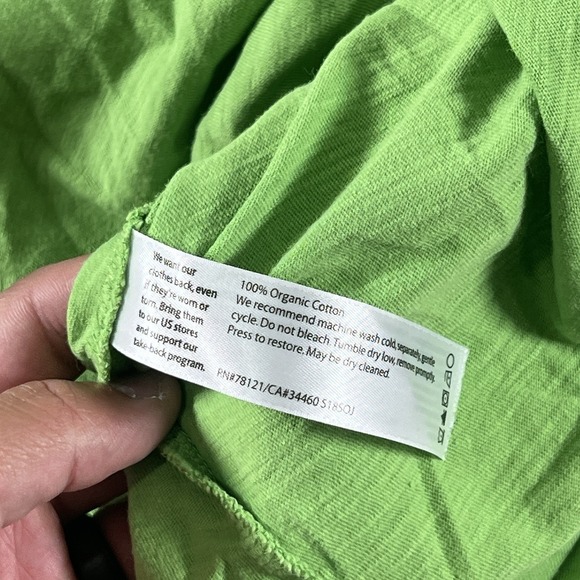 We want our
clothes back, even
if they're worn or
torn. Bring them
to our US stores
and support our
take-back program.
100% Organic Cotton
We recommend machine wash cold, separately, gentle
cycle. Do not bleach. Tumble dry low, remove promptly.
Press to restore. May be dry cleaned.
PN#78121/CA#34460 S18SOJ